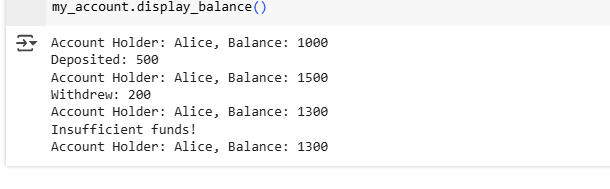 my_account.display_balance()
Account Holder: Alice, Balance: 1000
Deposited: 500
Account Holder: Alice, Balance: 1500
Withdrew: 200
Account Holder: Alice, Balance: 1300
Insufficient funds!
Account Holder: Alice, Balance: 1300